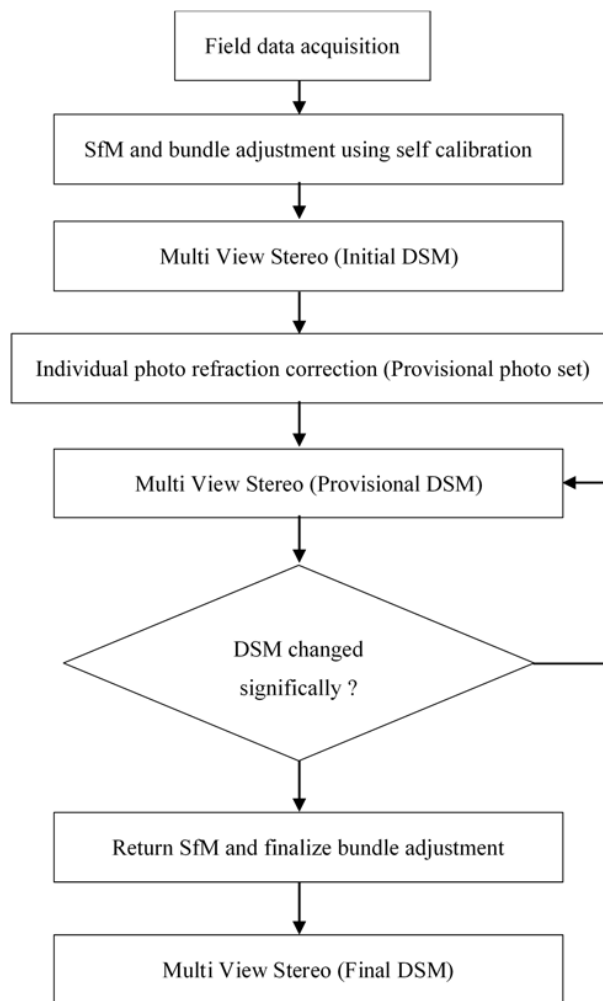 Field data acquisition
SfM and bundle adjustment using self calibration
Multi View Stereo (Initial DSM)
Individual photo refraction correction (Provisional photo set)
Multi View Stereo (Provisional DSM)
DSM changed
significally ?
Return SfM and finalize bundle adjustment
Multi View Stereo (Final DSM)